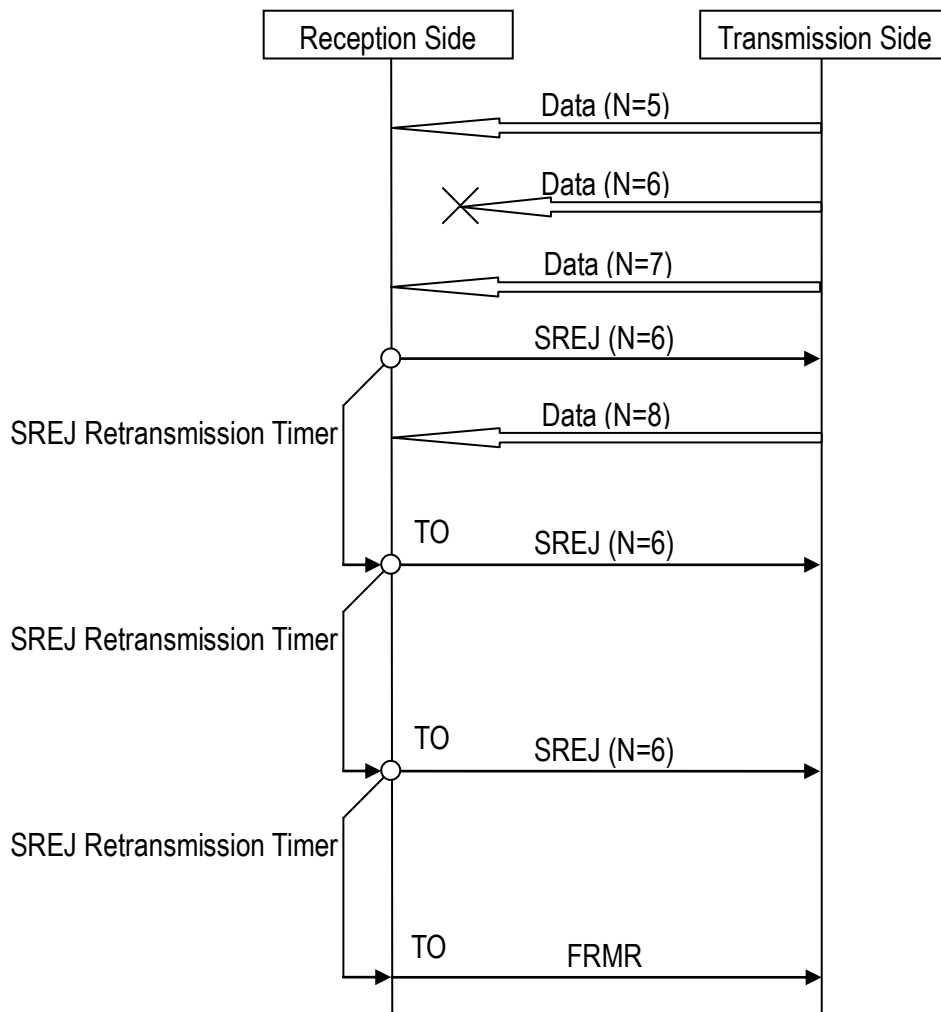 Reception Side
Transmission Side
Data (N=5)
Data (N=6)
Data (N=7)
SREJ (N=6)
Data (N=8)
SREJ Retransmission Timer
TO
SREJ (N=6)
SREJ Retransmission Timer
TO
SREJ (N=6)
SREJ Retransmission Timer
TO
FRMR